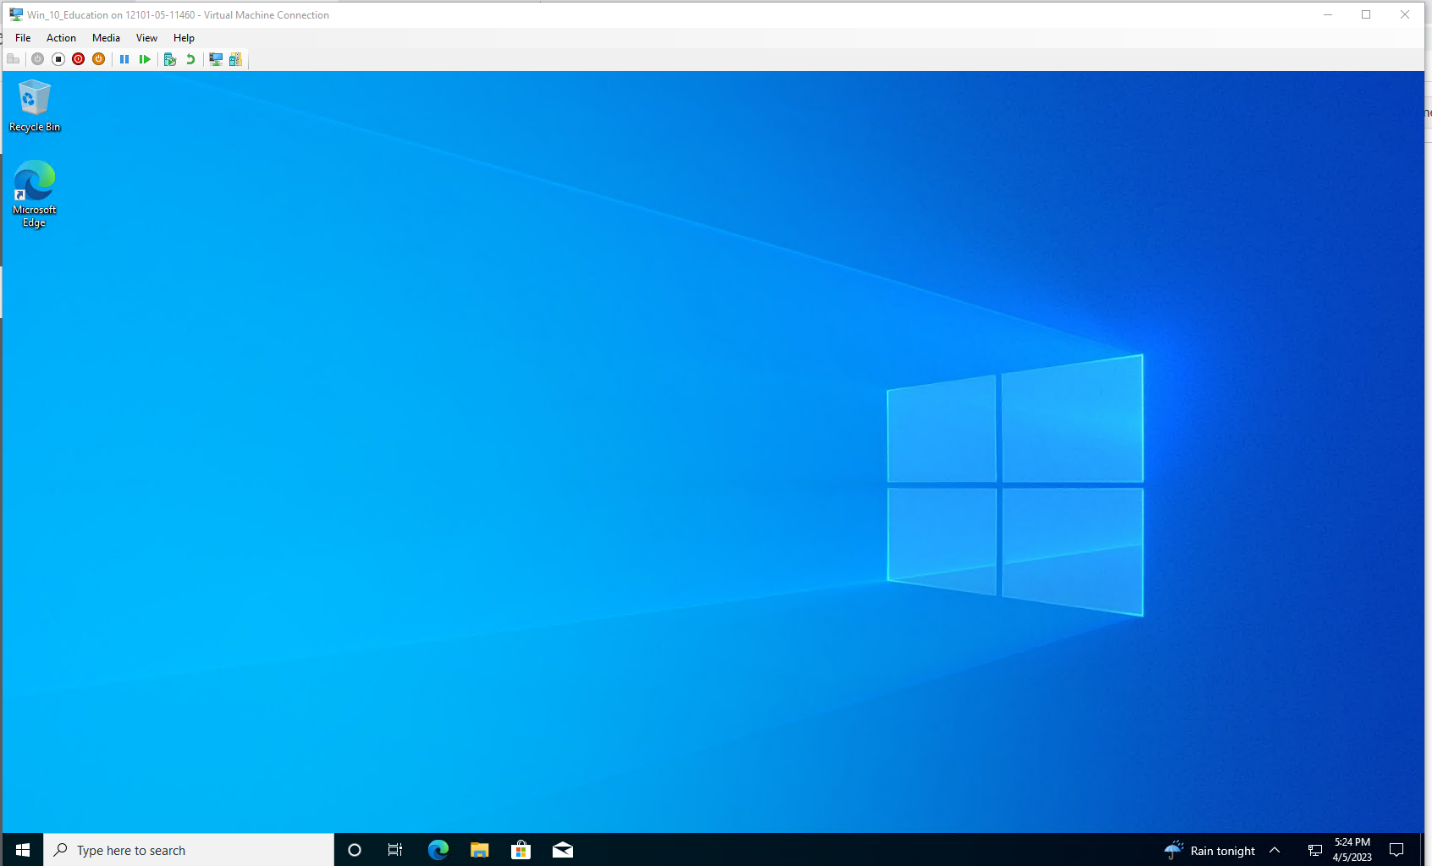 Win_10_Education on 12101-05-11460 - Virtual Machine Connection
File Action Media View Help
Recycle Bin
Microsoft
Edge
Type here to search
Rain tonight
5:24 PM
4/5/2023